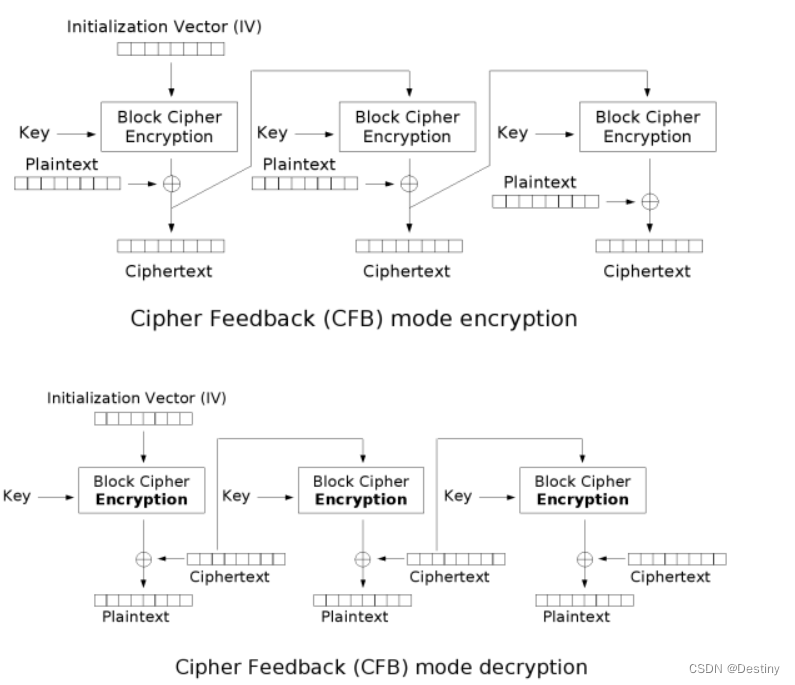 Initialization Vector (IV)
Block Cipher
Encryption
Block Cipher
Encryption
Block Cipher
Encryption
Key
Key
Key
Plaintext
Plaintext
Plaintext
Ciphertext
Ciphertext
Ciphertext
Cipher Feedback (CFB) mode encryption
Initialization Vector (IV)
Block Cipher
Encryption
Block Cipher
Encryption
Block Cipher
Encryption
Key
Key
Key
Ciphertext
Ciphertext
Ciphertext
Plaintext
Plaintext
Plaintext
Cipher Feedback (CFB) mode decryption
CSDN @Destiny